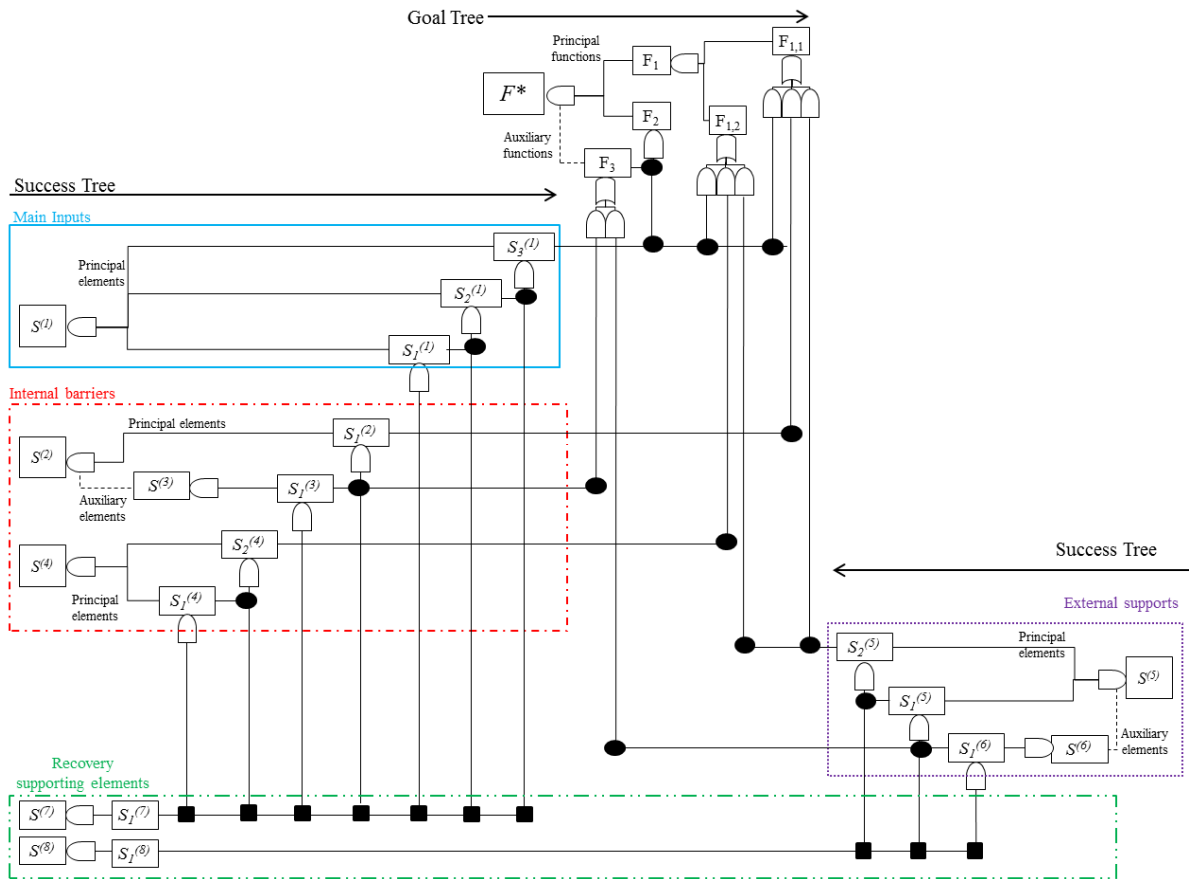 Goal Tree
Principal
functions
F₁
F₁,₁
F*
F₂
F₁,₂
Auxiliary
functions
F₃
Success Tree
Main Inputs
Principal
elements
S₃⁽¹⁾
S₂⁽¹⁾
S⁽¹⁾
S₁⁽¹⁾
Internal barriers
Principal elements
S₁⁽²⁾
S⁽²⁾
S⁽³⁾
S₁⁽³⁾
Auxiliary
elements
S₂⁽⁴⁾
S⁽⁴⁾
Principal
elements
S₁⁽⁴⁾
Success Tree
External supports
Principal
elements
S₂⁽⁵⁾
S⁽⁵⁾
S₁⁽⁵⁾
S₁⁽⁶⁾
S⁽⁶⁾
Auxiliary
elements
Recovery
supporting elements
S⁽⁷⁾
S₁⁽⁷⁾
S⁽⁸⁾
S₁⁽⁸⁾